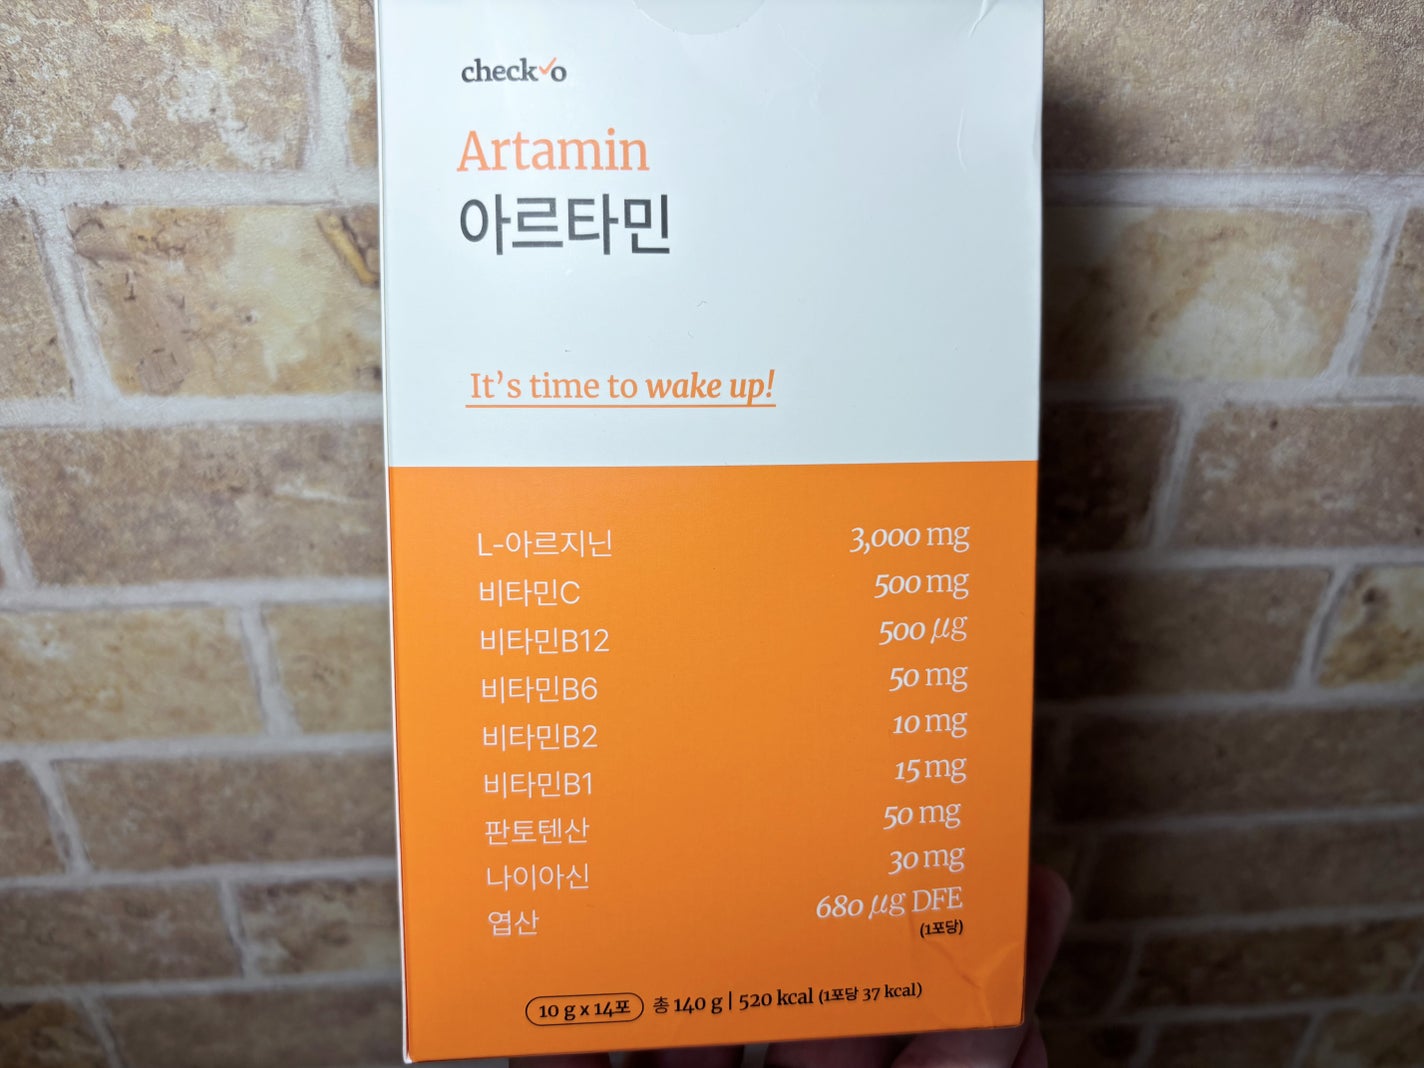 check✓o
Artamin
아르타민
It's time to wake up!
L-아르지닌 3,000 mg
비타민C 500 mg
비타민B12 500 µg
비타민B6 50 mg
비타민B2 10 mg
비타민B1 15 mg
판토텐산 50 mg
나이아신 30 mg
엽산 680 µg DFE
(1포당)
10 g x 14포 총 140 g | 520 kcal (1포당 37 kcal)